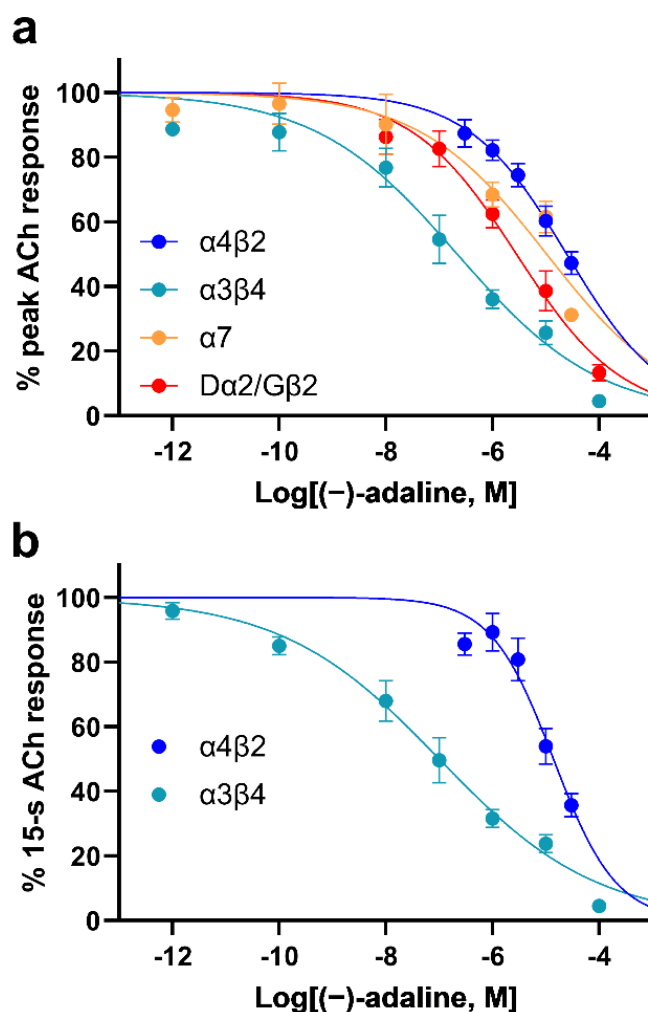 a
% peak ACh response
100
80
60
40
20
0
α4β2
α3β4
α7
Dα2/Gβ2
-12 -10 -8 -6 -4
Log[(−)-adaline, M]
b
% 15-s ACh response
100
80
60
40
20
0
α4β2
α3β4
-12 -10 -8 -6 -4
Log[(−)-adaline, M]